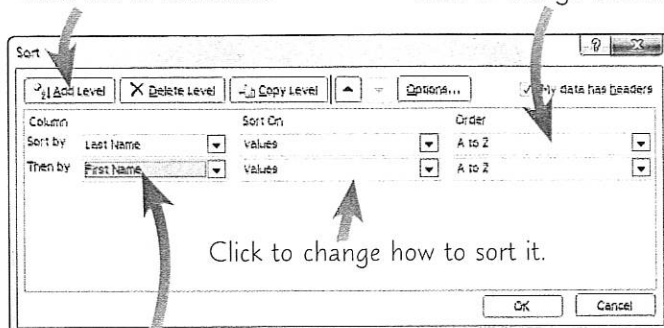 Sort
Add Level Delete Level Copy Level Options... My data has headers
Column Sort On Order
Sort by Last Name Values A to Z
Then by First Name Values A to Z
Click to change how to sort it.
OK Cancel